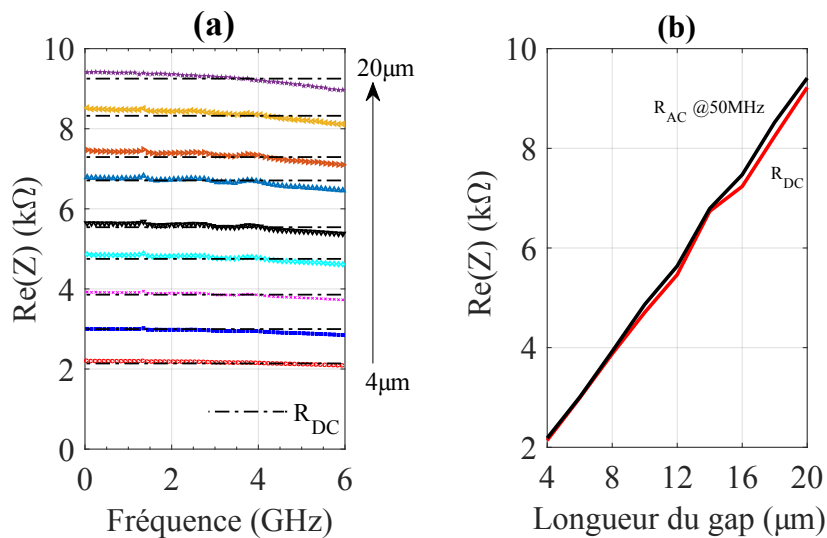 (a)
10
8
6
4
2
0
Re(Z) (kΩ)
0 2 4 6
Fréquence (GHz)
R_DC
20μm
4μm
(b)
10
8
6
4
2
Re(Z) (kΩ)
4 8 12 16 20
Longueur du gap (μm)
R_AC @50MHz
R_DC